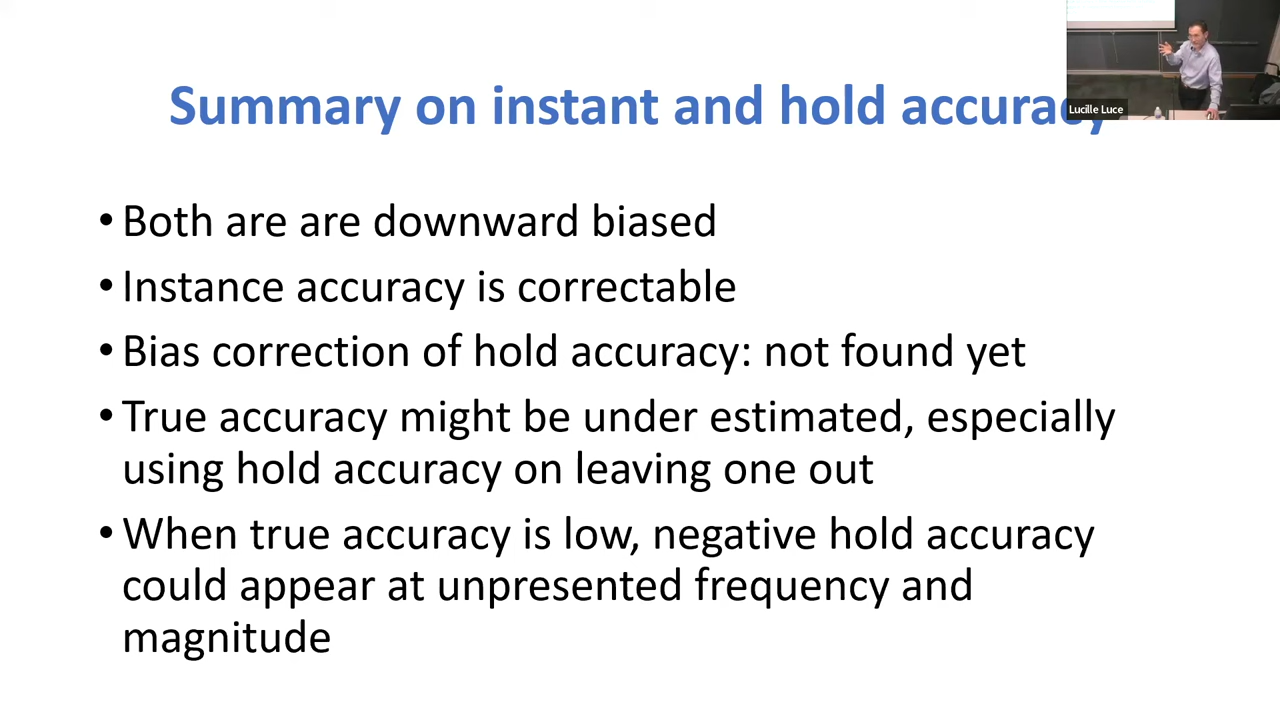 Summary on instant and hold accuracy
Lucille Luce
• Both are are downward biased
• Instance accuracy is correctable
• Bias correction of hold accuracy: not found yet
• True accuracy might be under estimated, especially
using hold accuracy on leaving one out
• When true accuracy is low, negative hold accuracy
could appear at unpresented frequency and
magnitude